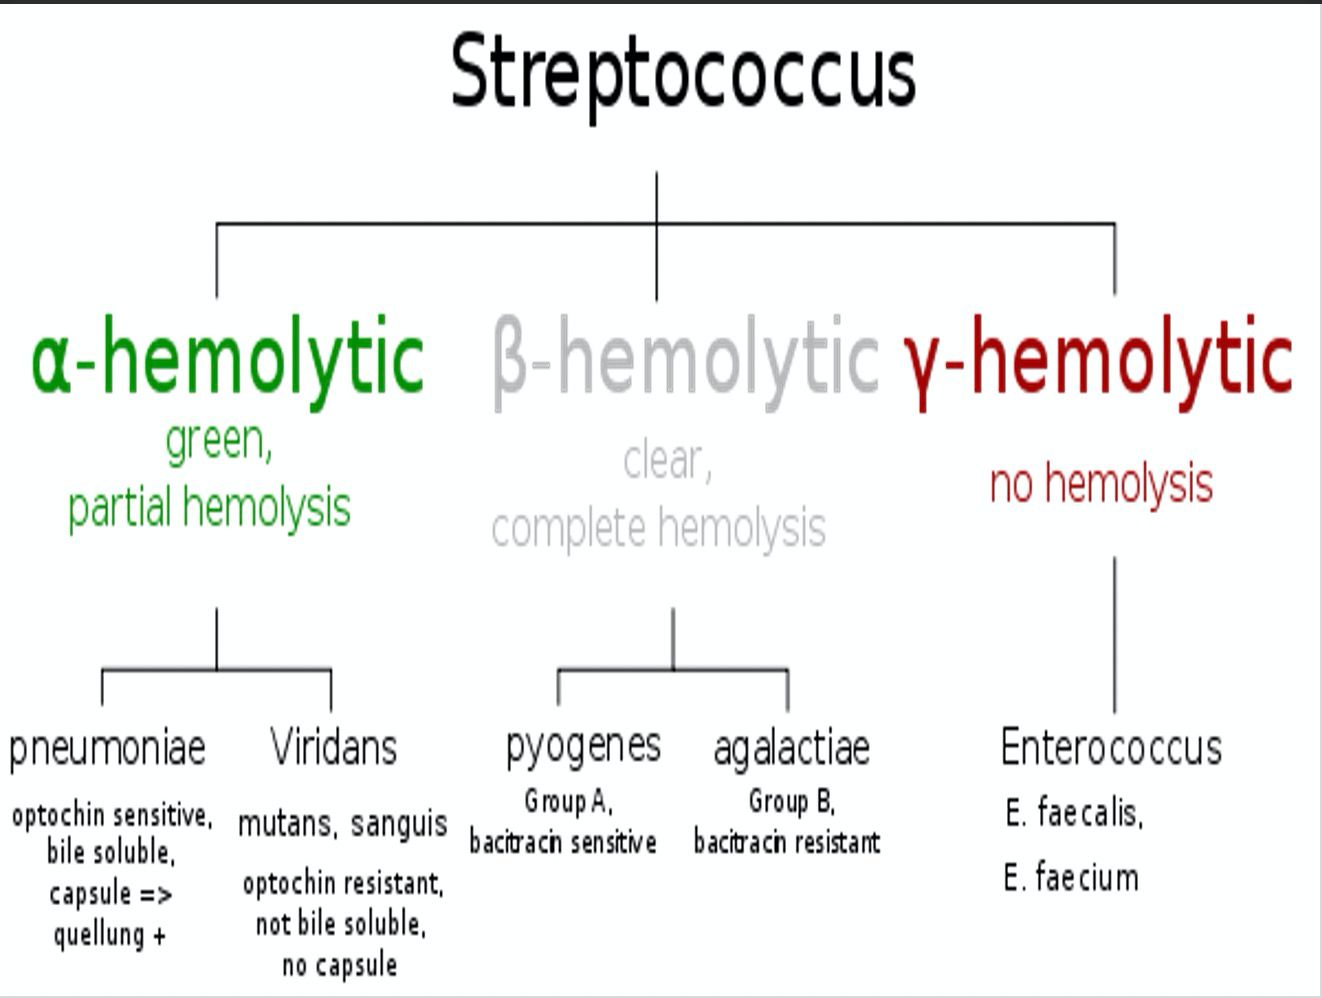 Streptococcus
α-hemolytic
green,
partial hemolysis
β-hemolytic
clear,
complete hemolysis
γ-hemolytic
no hemolysis
pneumoniae
optochin sensitive,
bile soluble,
capsule =>
quellung +
Viridans
mutans, sanguis
optochin resistant,
not bile soluble,
no capsule
pyogenes
Group A,
bacitracin sensitive
agalactiae
Group B,
bacitracin resistant
Enterococcus
E. faecalis,
E. faecium